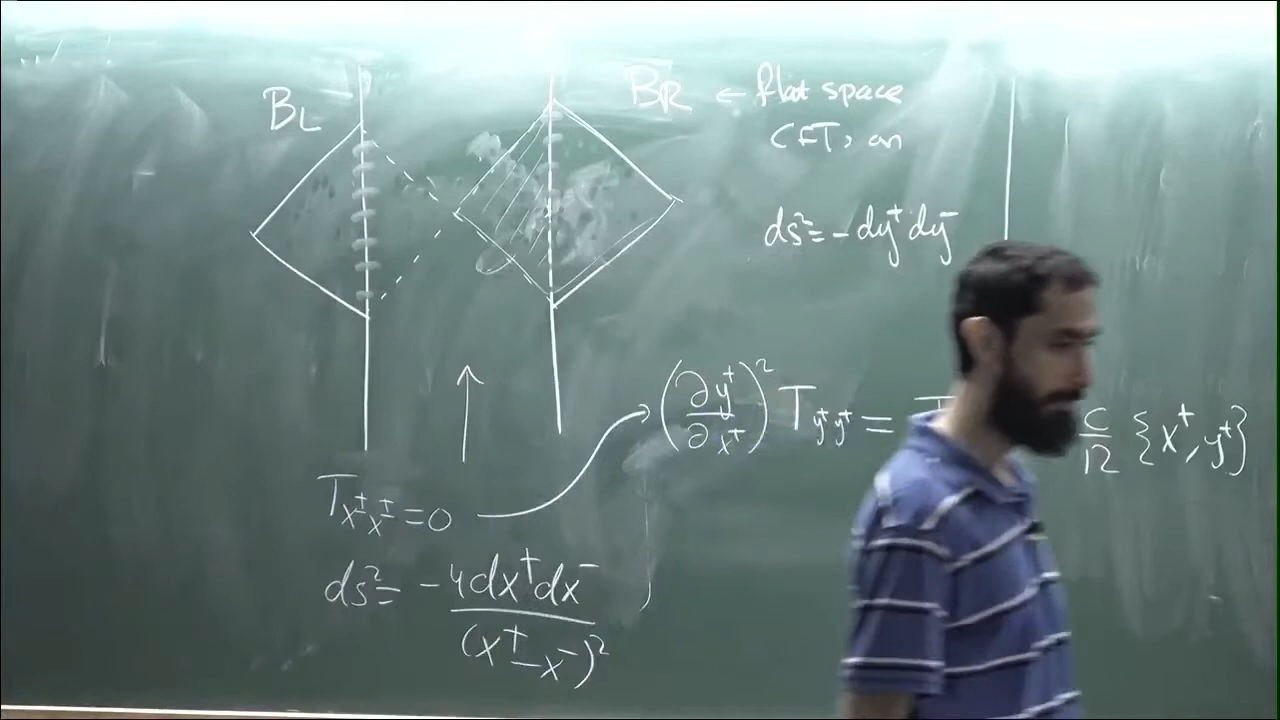 B_L
B_R ← flat space
CFT, on
ds² = -dy⁺dy⁻
(∂y⁺/∂x⁺)² T_{y⁺y⁺} = T c/12 {x⁺, y⁺}
T_{x^± x^±} = 0
ds² = -4dx⁺dx⁻/(x⁺-x⁻)²